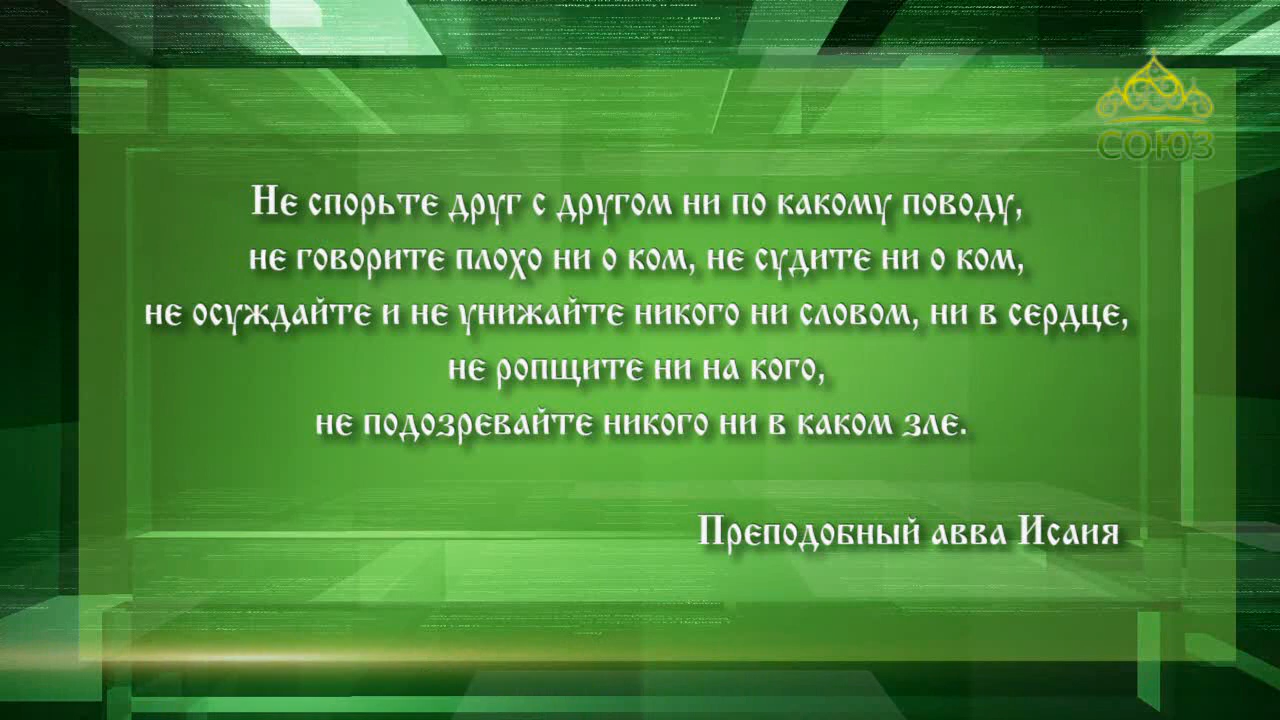 СОЮЗ
Не спорьте друг с другом ни по какому поводу,
не говорите плохо ни о ком, не судите ни о ком,
не осуждайте и не унижайте никого ни словом, ни в сердце,
не ропщите ни на кого,
не подозревайте никого ни в каком зле.
Преподобный авва Исаия